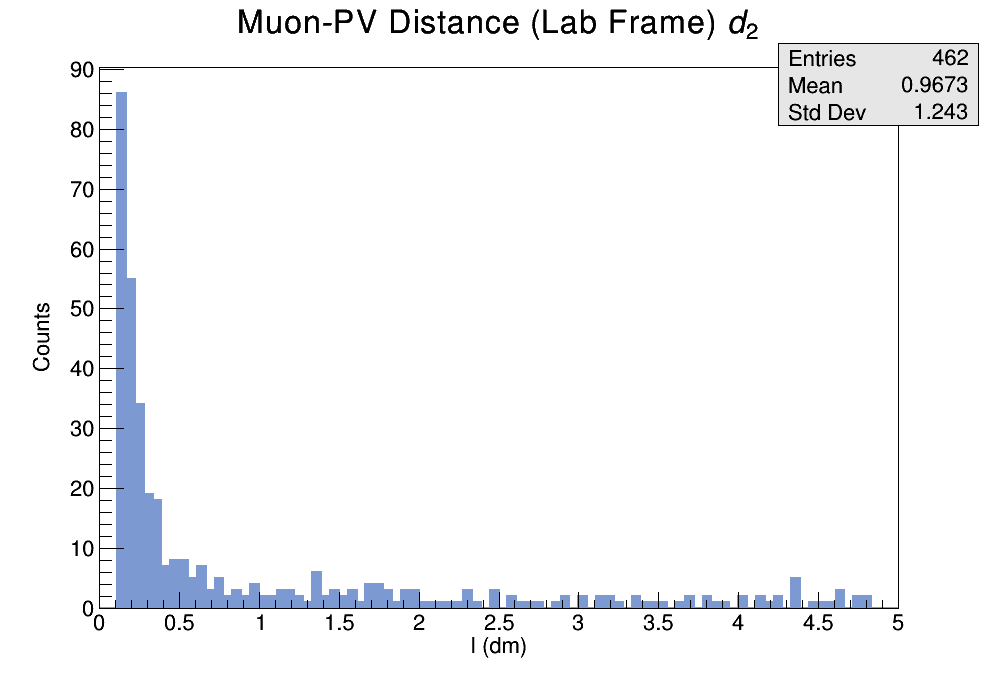 Muon-PV Distance (Lab Frame) d₂
Entries 462
Mean 0.9673
Std Dev 1.243
90
80
70
60
50
40
30
20
10
0
Counts
0 0.5 1 1.5 2 2.5 3 3.5 4 4.5 5
l (dm)